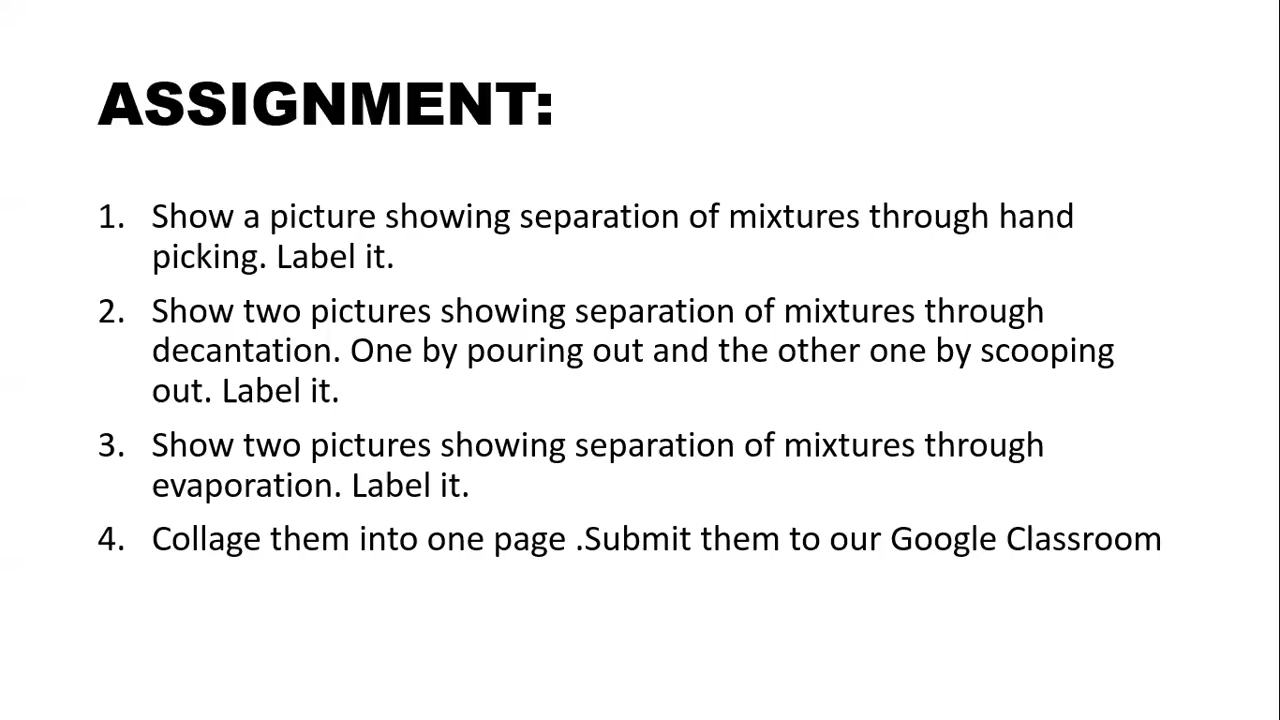 ASSIGNMENT:
1. Show a picture showing separation of mixtures through hand
picking. Label it.
2. Show two pictures showing separation of mixtures through
decantation. One by pouring out and the other one by scooping
out. Label it.
3. Show two pictures showing separation of mixtures through
evaporation. Label it.
4. Collage them into one page .Submit them to our Google Classroom